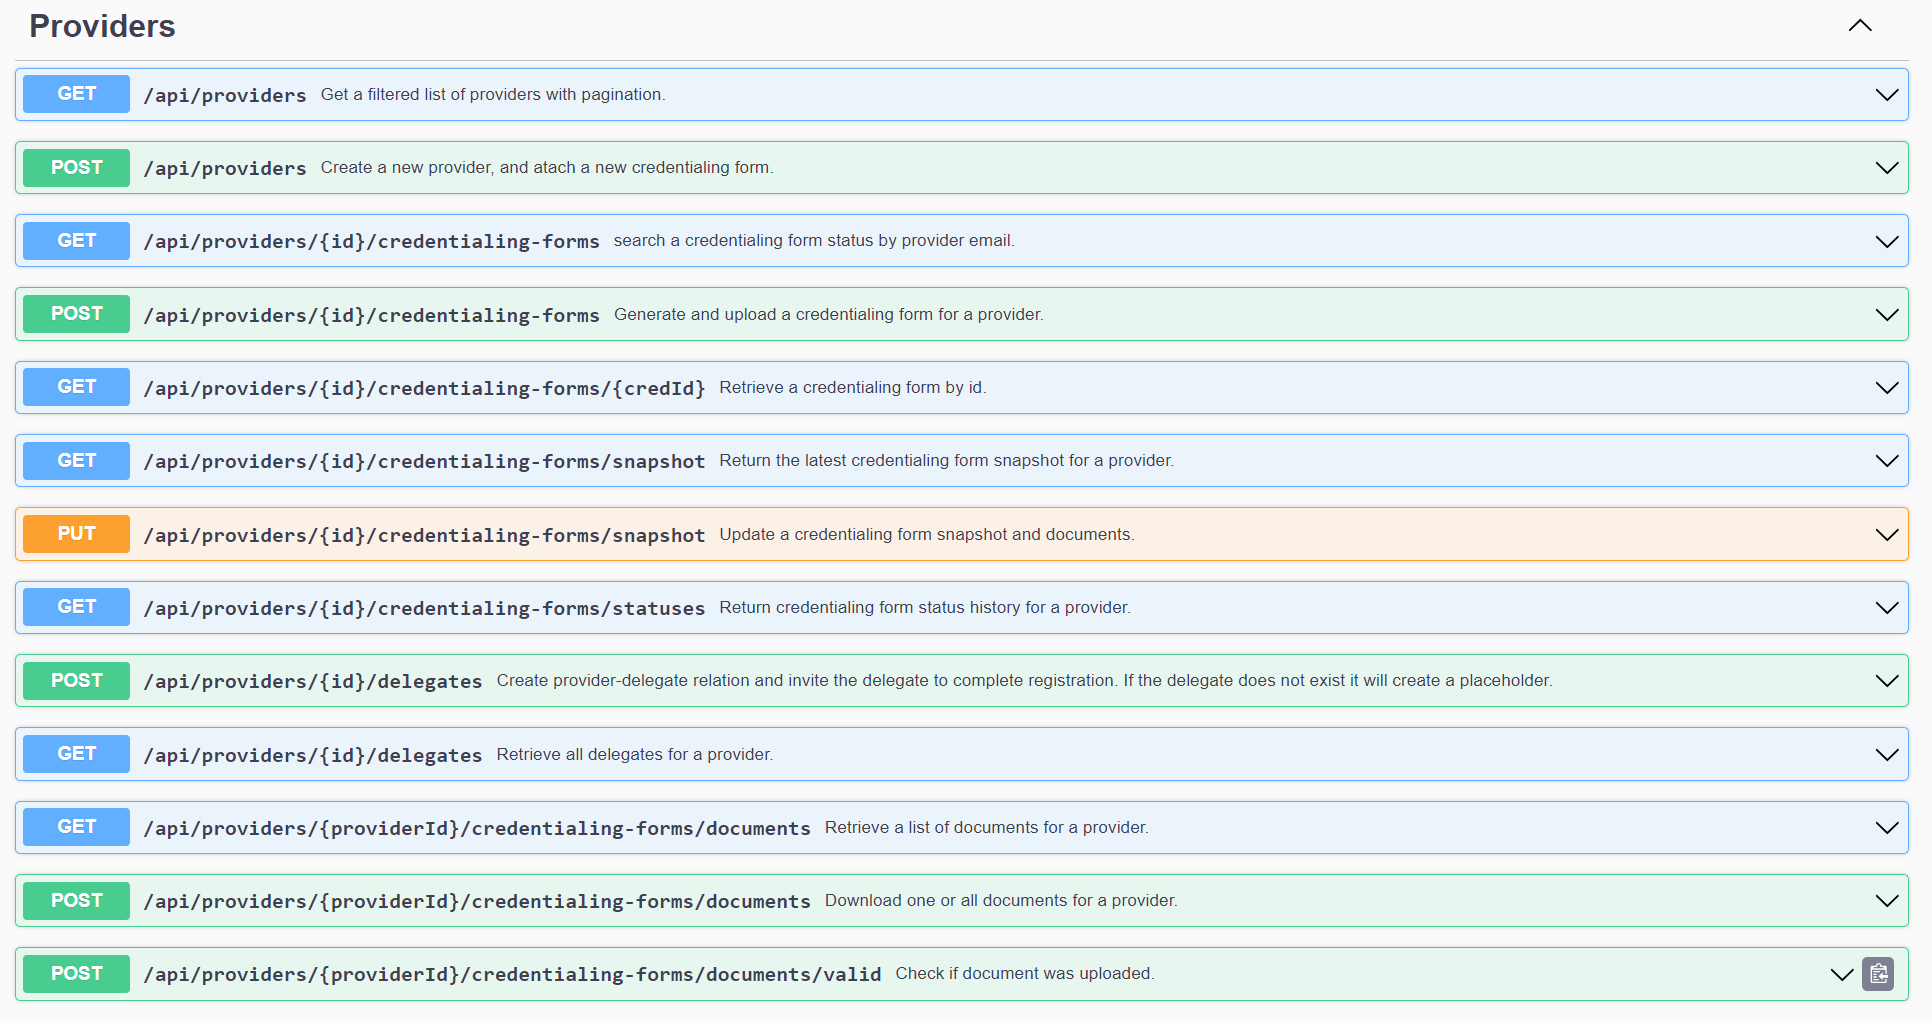 Providers
GET /api/providers Get a filtered list of providers with pagination.
POST /api/providers Create a new provider, and atach a new credentialing form.
GET /api/providers/{id}/credentialing-forms search a credentialing form status by provider email.
POST /api/providers/{id}/credentialing-forms Generate and upload a credentialing form for a provider.
GET /api/providers/{id}/credentialing-forms/{credId} Retrieve a credentialing form by id.
GET /api/providers/{id}/credentialing-forms/snapshot Return the latest credentialing form snapshot for a provider.
PUT /api/providers/{id}/credentialing-forms/snapshot Update a credentialing form snapshot and documents.
GET /api/providers/{id}/credentialing-forms/statuses Return credentialing form status history for a provider.
POST /api/providers/{id}/delegates Create provider-delegate relation and invite the delegate to complete registration. If the delegate does not exist it will create a placeholder.
GET /api/providers/{id}/delegates Retrieve all delegates for a provider.
GET /api/providers/{providerId}/credentialing-forms/documents Retrieve a list of documents for a provider.
POST /api/providers/{providerId}/credentialing-forms/documents Download one or all documents for a provider.
POST /api/providers/{providerId}/credentialing-forms/documents/valid Check if document was uploaded.